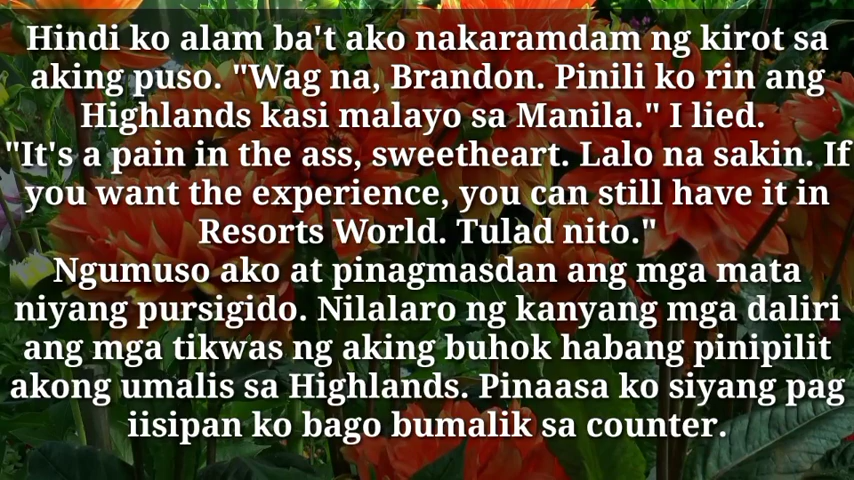 Hindi ko alam ba't ako nakaramdam ng kirot sa
aking puso. "Wag na, Brandon. Pinili ko rin ang
Highlands kasi malayo sa Manila." I lied.
"It's a pain in the ass, sweetheart. Lalo na sakin. If
you want the experience, you can still have it in
Resorts World. Tulad nito."
Ngumuso ako at pinagmasdan ang mga mata
niyang pursigido. Nilalaro ng kanyang mga daliri
ang mga tikwas ng aking buhok habang pinipilit
akong umalis sa Highlands. Pinaasa ko siyang pag
iisipan ko bago bumalik sa counter.